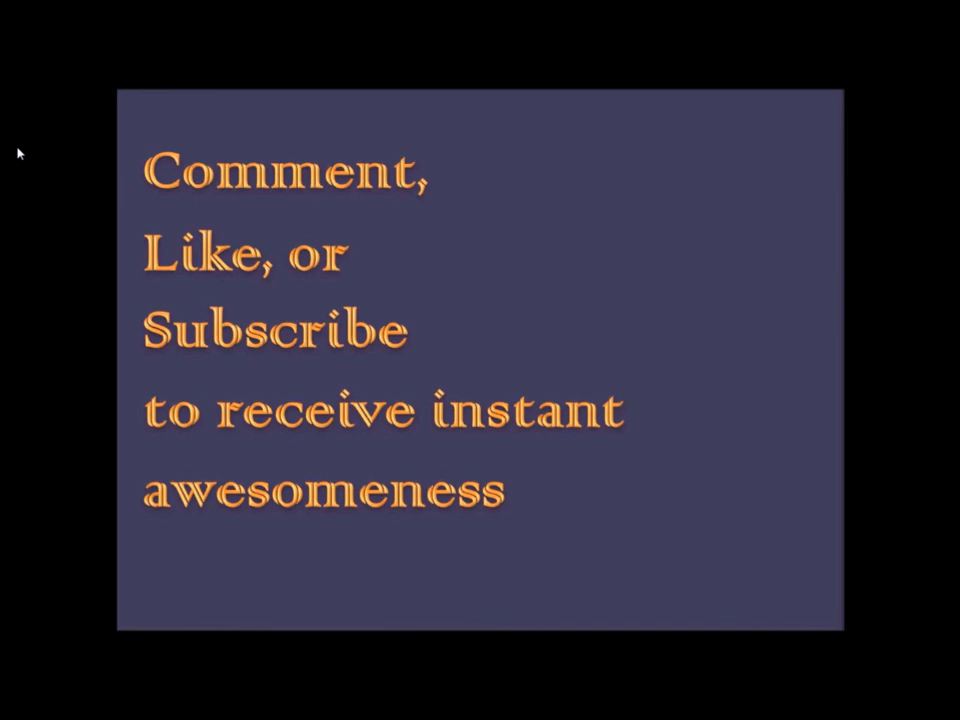 Comment,
Like, or
Subscribe
to receive instant
awesomeness